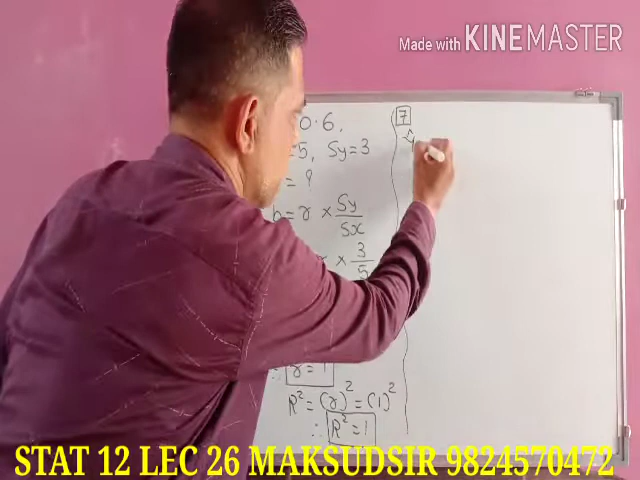 Made with KINEMASTER
0.6,
=5, Sy=3
= ?
b = r × Sy/Sx
× 3/5
∴ r = 1
R² = (r)² = (1)²
∴ R² = 1
7
ŷ
STAT 12 LEC 26 MAKSUDSIR 9824570472